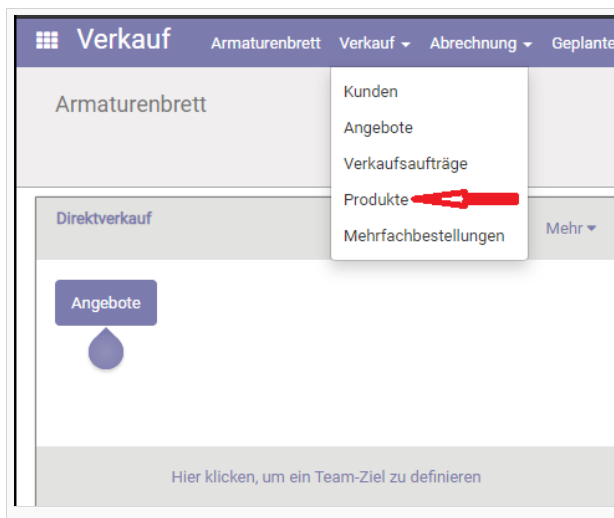 Verkauf Armaturenbrett Verkauf Abrechnung Geplante
Armaturenbrett
Kunden
Angebote
Verkaufsaufträge
Produkte
Mehrfachbestellungen
Direktverkauf
Mehr
Angebote
Hier klicken, um ein Team-Ziel zu definieren